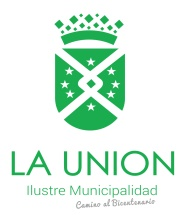 LA UNION
Ilustre Municipalidad
Camino al Bicentenario